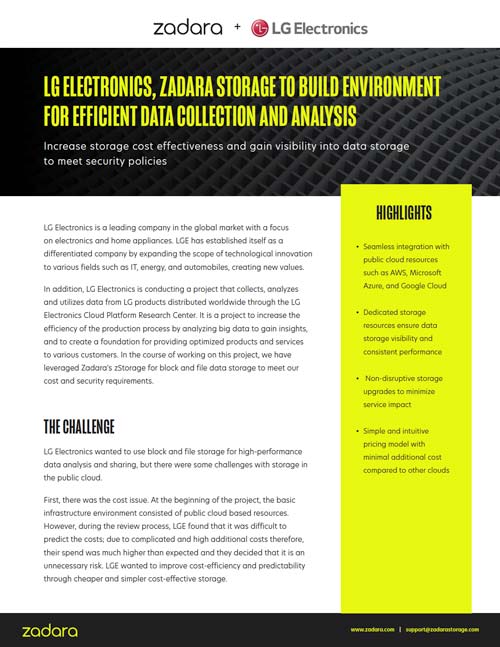 zadara + LG Electronics
LG ELECTRONICS, ZADARA STORAGE TO BUILD ENVIRONMENT
FOR EFFICIENT DATA COLLECTION AND ANALYSIS
Increase storage cost effectiveness and gain visibility into data storage
to meet security policies
LG Electronics is a leading company in the global market with a focus
on electronics and home appliances. LGE has established itself as a
differentiated company by expanding the scope of technological innovation
to various fields such as IT, energy, and automobiles, creating new values.
In addition, LG Electronics is conducting a project that collects, analyzes
and utilizes data from LG products distributed worldwide through the LG
Electronics Cloud Platform Research Center. It is a project to increase the
efficiency of the production process by analyzing big data to gain insights,
and to create a foundation for providing optimized products and services
to various customers. In the course of working on this project, we have
leveraged Zadara's zStorage for block and file data storage to meet our
cost and security requirements.
THE CHALLENGE
LG Electronics wanted to use block and file storage for high-performance
data analysis and sharing, but there were some challenges with storage in
the public cloud.
First, there was the cost issue. At the beginning of the project, the basic
infrastructure environment consisted of public cloud based resources.
However, during the review process, LGE found that it was difficult to
predict the costs; due to complicated and high additional costs therefore,
their spend was much higher than expected and they decided that it is an
unnecessary risk. LGE wanted to improve cost-efficiency and predictability
through cheaper and simpler cost-effective storage.
HIGHLIGHTS
• Seamless integration with
public cloud resources
such as AWS, Microsoft
Azure, and Google Cloud
• Dedicated storage
resources ensure data
storage visibility and
consistent performance
• Non-disruptive storage
upgrades to minimize
service impact
• Simple and intuitive
pricing model with
minimal additional cost
compared to other clouds
zadara
www.zadara.com | support@zadarastorage.com